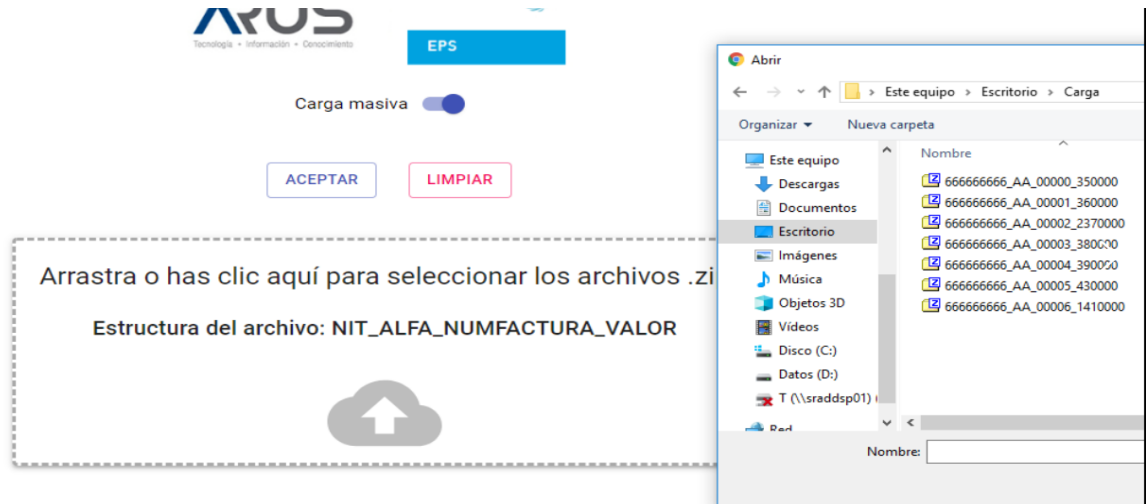 ARUS
Tecnología • Información • Conocimiento
EPS
Carga masiva
ACEPTAR
LIMPIAR
Arrastra o has clic aquí para seleccionar los archivos .zi
Estructura del archivo: NIT_ALFA_NUMFACTURA_VALOR
Abrir
Este equipo > Escritorio > Carga
Organizar
Nueva carpeta
Este equipo
Descargas
Documentos
Escritorio
Imágenes
Música
Objetos 3D
Vídeos
Disco (C:)
Datos (D:)
T (\\sraddsp01) (
Red
Nombre
666666666_AA_00000_350000
666666666_AA_00001_360000
666666666_AA_00002_2370000
666666666_AA_00003_380000
666666666_AA_00004_390000
666666666_AA_00005_430000
666666666_AA_00006_1410000
Nombre: